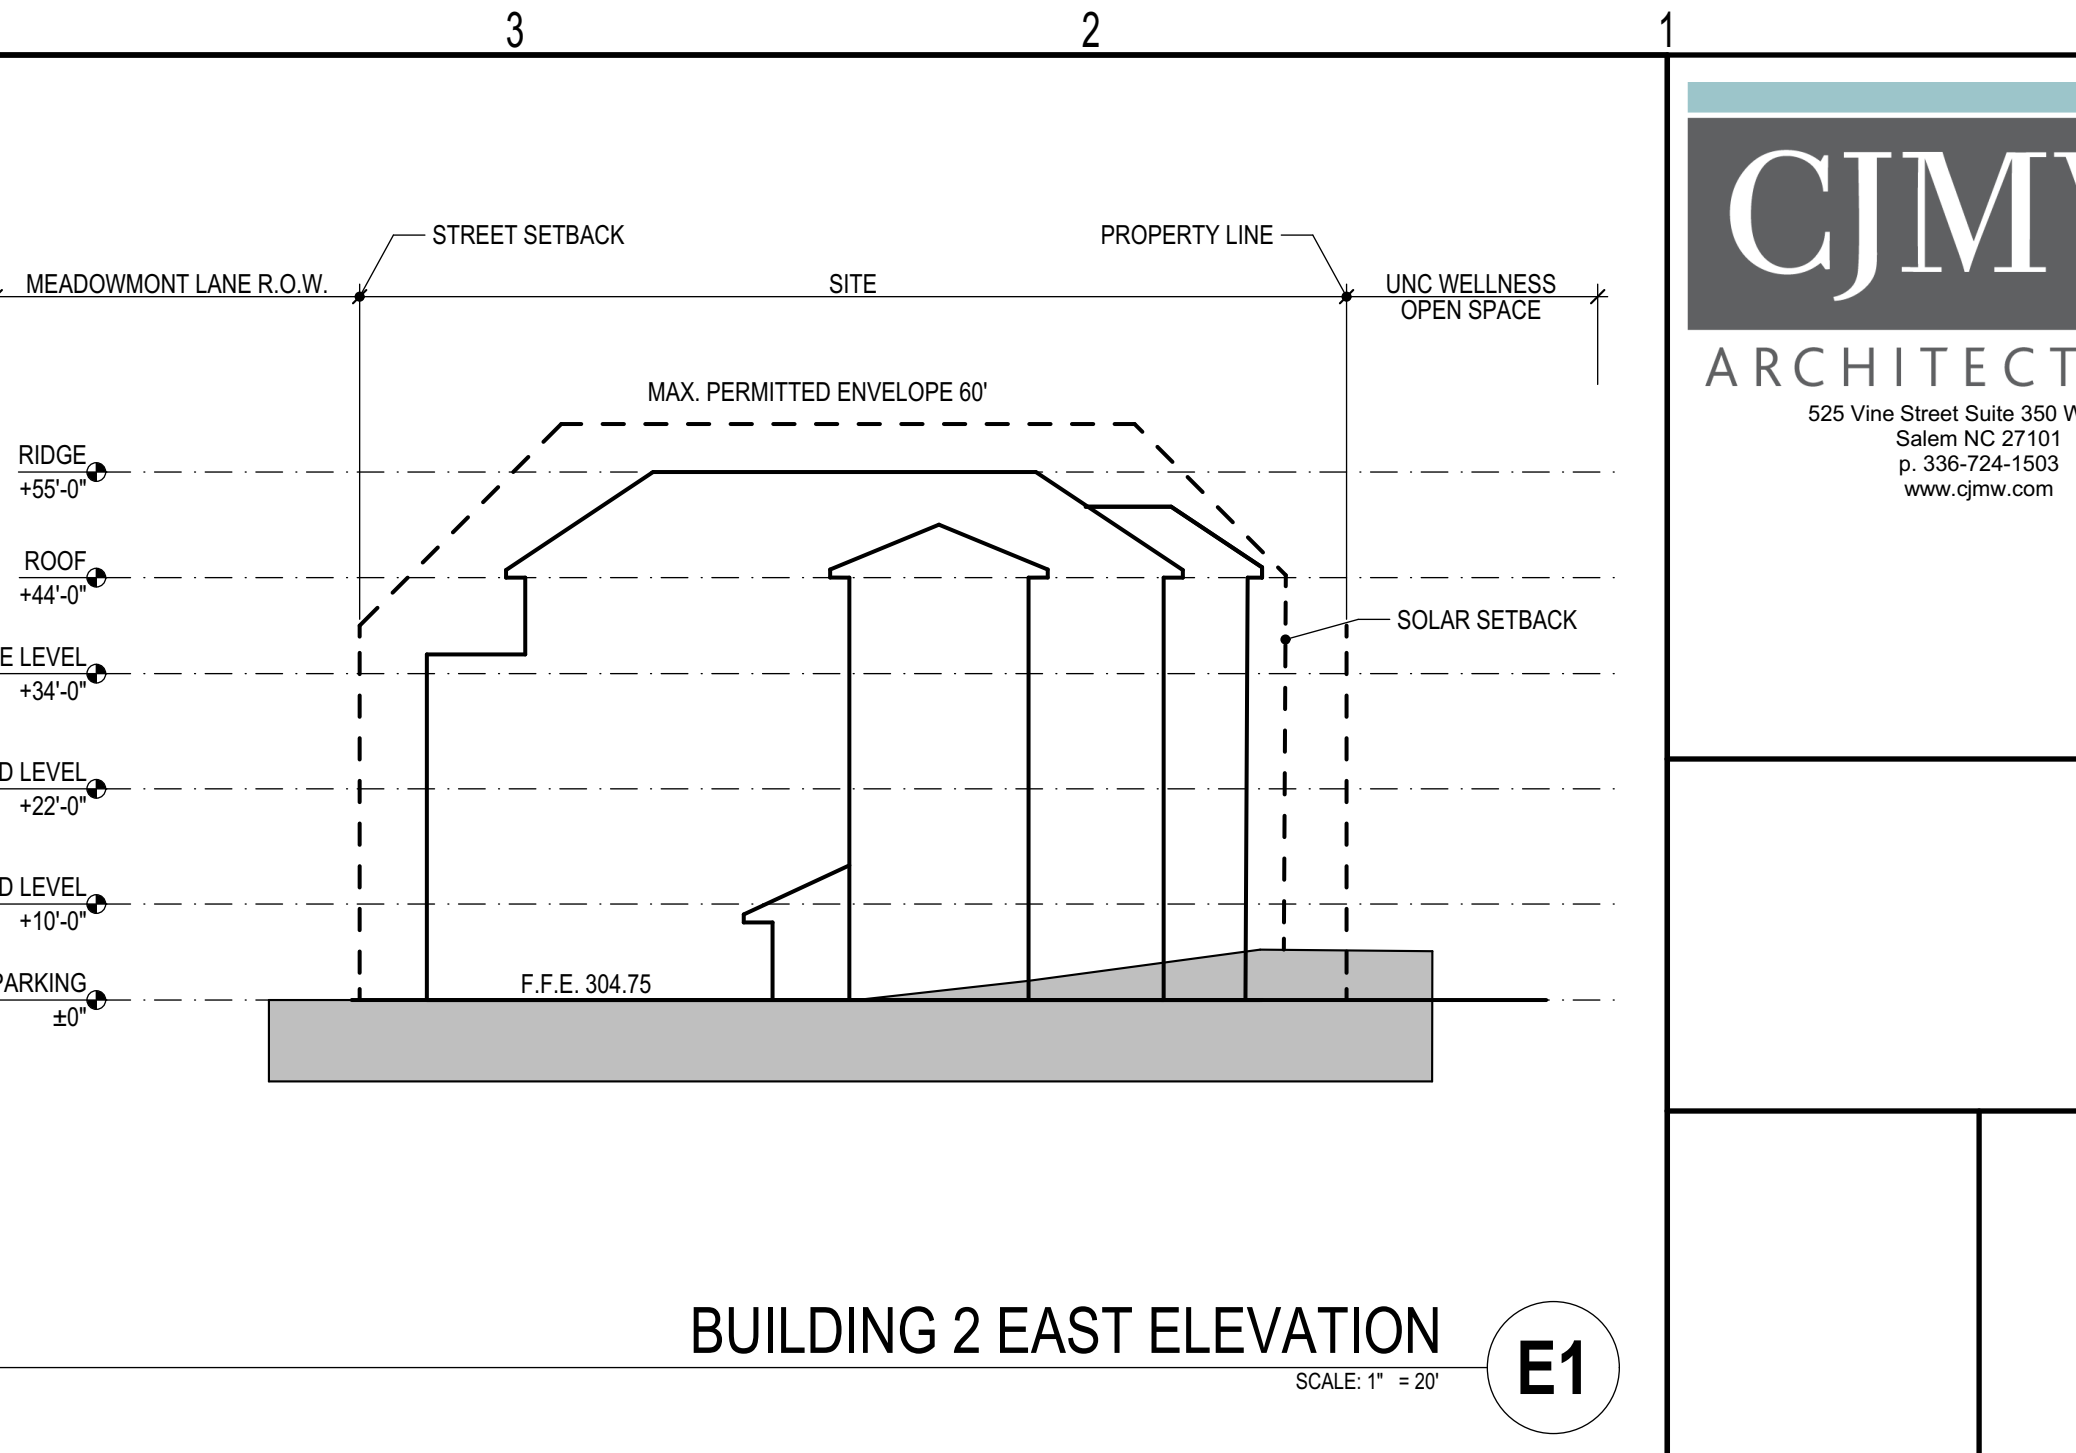 3 2 1
STREET SETBACK
PROPERTY LINE
MEADOWMONT LANE R.O.W.
SITE
UNC WELLNESS
OPEN SPACE
MAX. PERMITTED ENVELOPE 60'
RIDGE
+55'-0"
ROOF
+44'-0"
SOLAR SETBACK
E LEVEL
+34'-0"
D LEVEL
+22'-0"
D LEVEL
+10'-0"
PARKING
±0"
F.F.E. 304.75
BUILDING 2 EAST ELEVATION
SCALE: 1" = 20'
E1
CJMW
ARCHITECT
525 Vine Street Suite 350 W
Salem NC 27101
p. 336-724-1503
www.cjmw.com